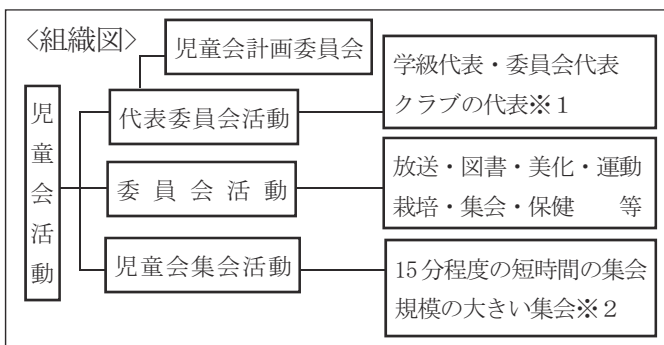 <組織図>
児童会計画委員会
児童会活動
代表委員会活動
学級代表・委員会代表
クラブの代表※1
委員会活動
放送・図書・美化・運動
栽培・集会・保健 等
児童会集会活動
15分程度の短時間の集会
規模の大きい集会※2